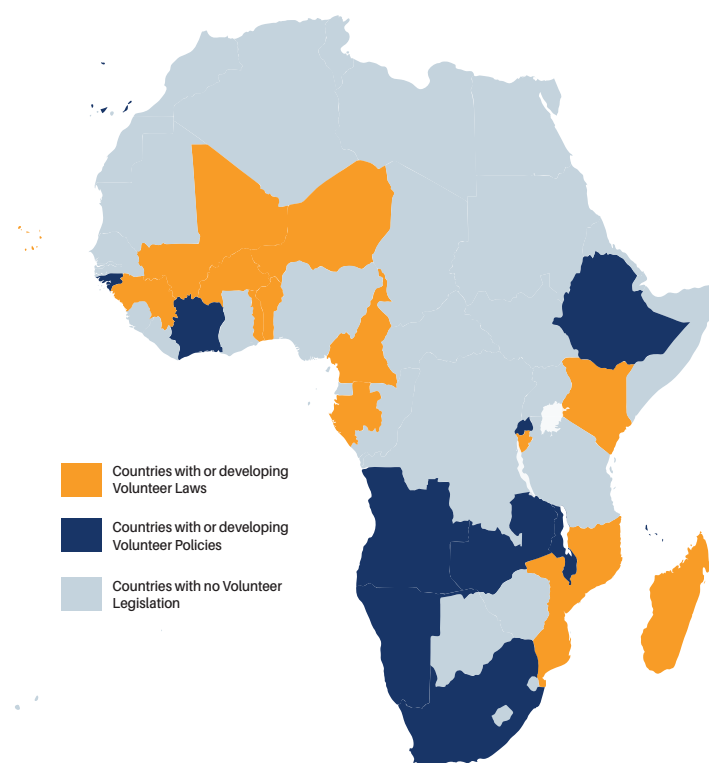 Countries with or developing
Volunteer Laws
Countries with or developing
Volunteer Policies
Countries with no Volunteer
Legislation